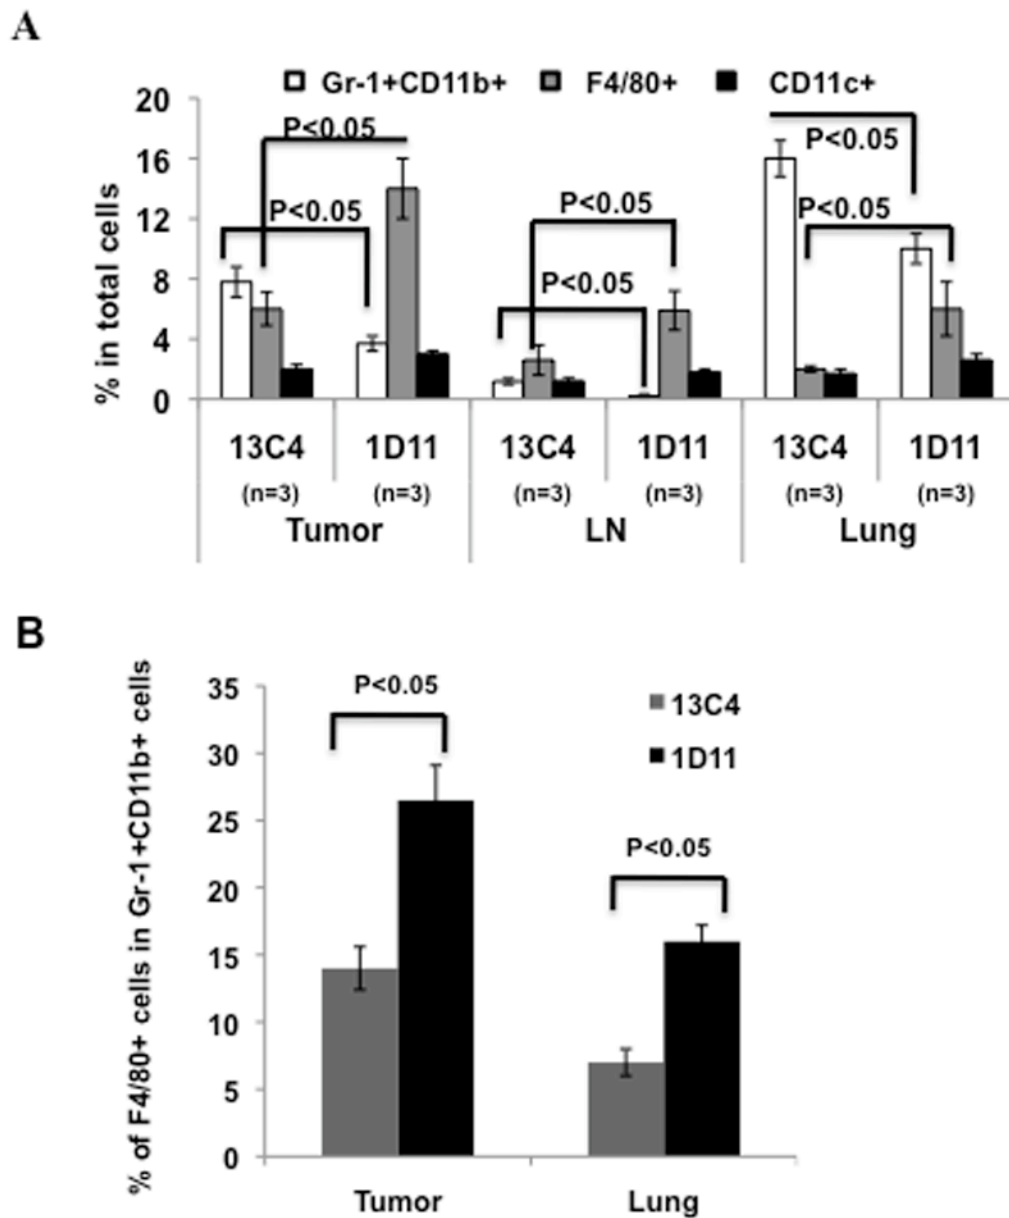 A
Gr-1+CD11b+ F4/80+ CD11c+
% in total cells
20
16
12
8
4
0
P<0.05
P<0.05
P<0.05
P<0.05
P<0.05
P<0.05
13C4 1D11 13C4 1D11 13C4 1D11
(n=3) (n=3) (n=3) (n=3) (n=3) (n=3)
Tumor LN Lung
B
% of F4/80+ cells in Gr-1+CD11b+ cells
35
30
25
20
15
10
5
0
P<0.05
13C4
1D11
P<0.05
Tumor Lung